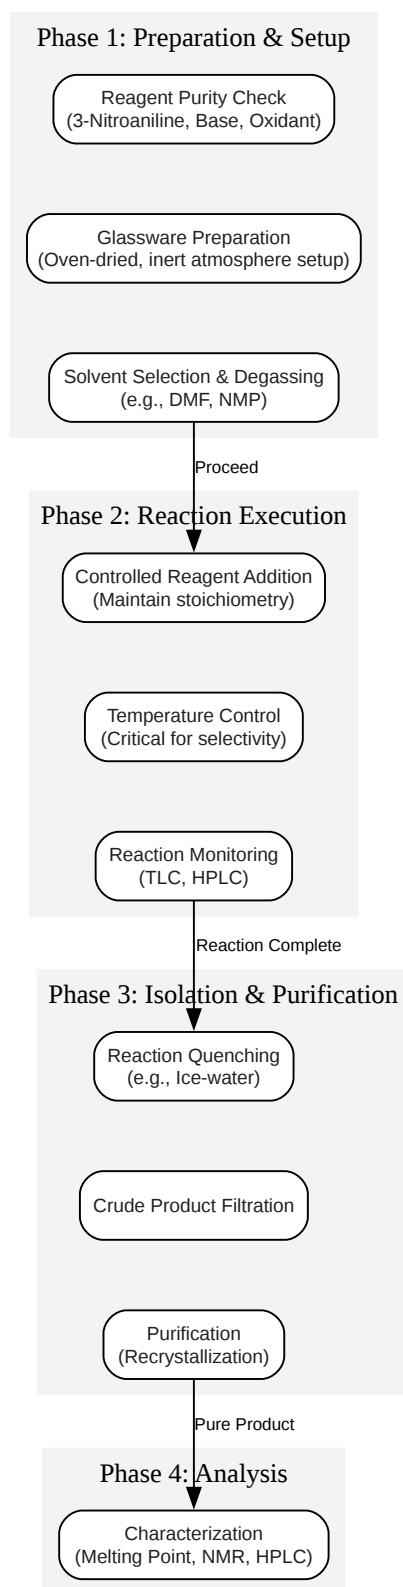 Phase 1: Preparation & Setup
Reagent Purity Check
(3-Nitroaniline, Base, Oxidant)
Glassware Preparation
(Oven-dried, inert atmosphere setup)
Solvent Selection & Degassing
(e.g., DMF, NMP)
Proceed
Phase 2: Reaction Execution
Controlled Reagent Addition
(Maintain stoichiometry)
Temperature Control
(Critical for selectivity)
Reaction Monitoring
(TLC, HPLC)
Reaction Complete
Phase 3: Isolation & Purification
Reaction Quenching
(e.g., Ice-water)
Crude Product Filtration
Purification
(Recrystallization)
Pure Product
Phase 4: Analysis
Characterization
(Melting Point, NMR, HPLC)